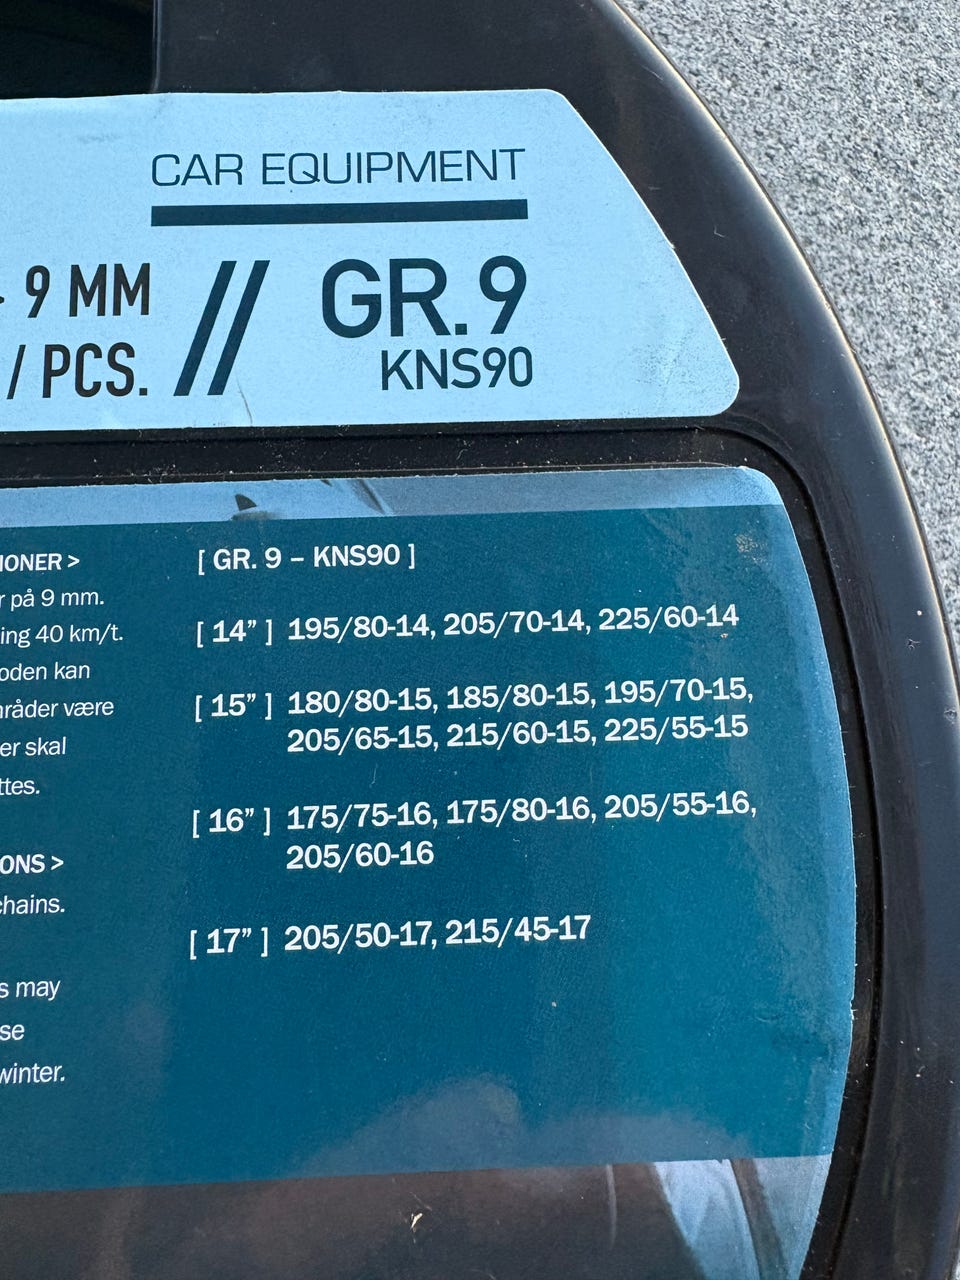 CAR EQUIPMENT
9 MM // GR. 9
/ PCS. KNS90
IONER >
r på 9 mm.
ing 40 km/t.
oden kan
nråder være
er skal
ttes.
ONS >
chains.
s may
se
winter.
[ GR. 9 – KNS90 ]
[ 14” ] 195/80-14, 205/70-14, 225/60-14
[ 15” ] 180/80-15, 185/80-15, 195/70-15,
205/65-15, 215/60-15, 225/55-15
[ 16” ] 175/75-16, 175/80-16, 205/55-16,
205/60-16
[ 17” ] 205/50-17, 215/45-17